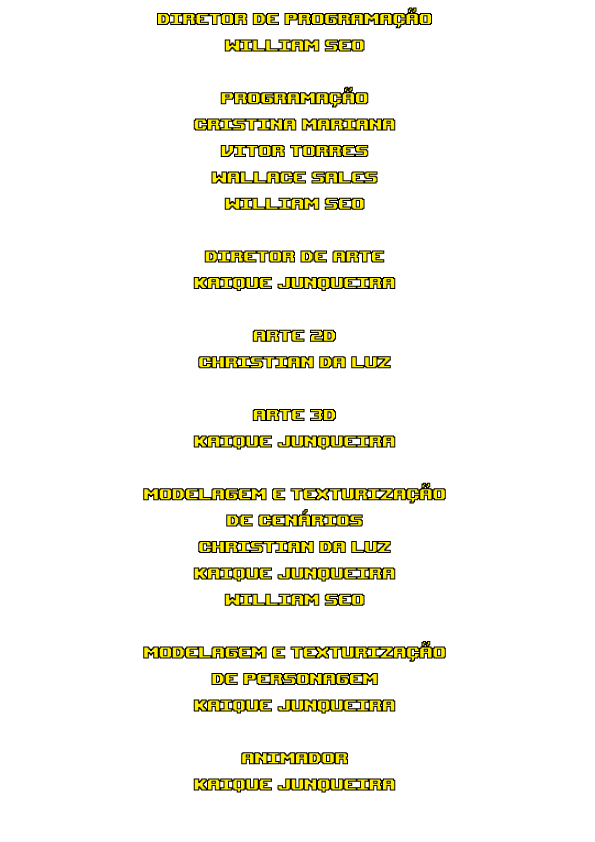 DIRETOR DE PROGRAMAÇÃO
WILLIAM SEO
PROGRAMAÇÃO
CRISTINA MARIANA
VITOR TORRES
WALLACE SALES
WILLIAM SEO
DIRETOR DE ARTE
KAIQUE JUNQUEIRA
ARTE 2D
CHRISTIAN DA LUZ
ARTE 3D
KAIQUE JUNQUEIRA
MODELAGEM E TEXTURIZAÇÃO
DE CENÁRIOS
CHRISTIAN DA LUZ
KAIQUE JUNQUEIRA
WILLIAM SEO
MODELAGEM E TEXTURIZAÇÃO
DE PERSONAGEM
KAIQUE JUNQUEIRA
ANIMADOR
KAIQUE JUNQUEIRA